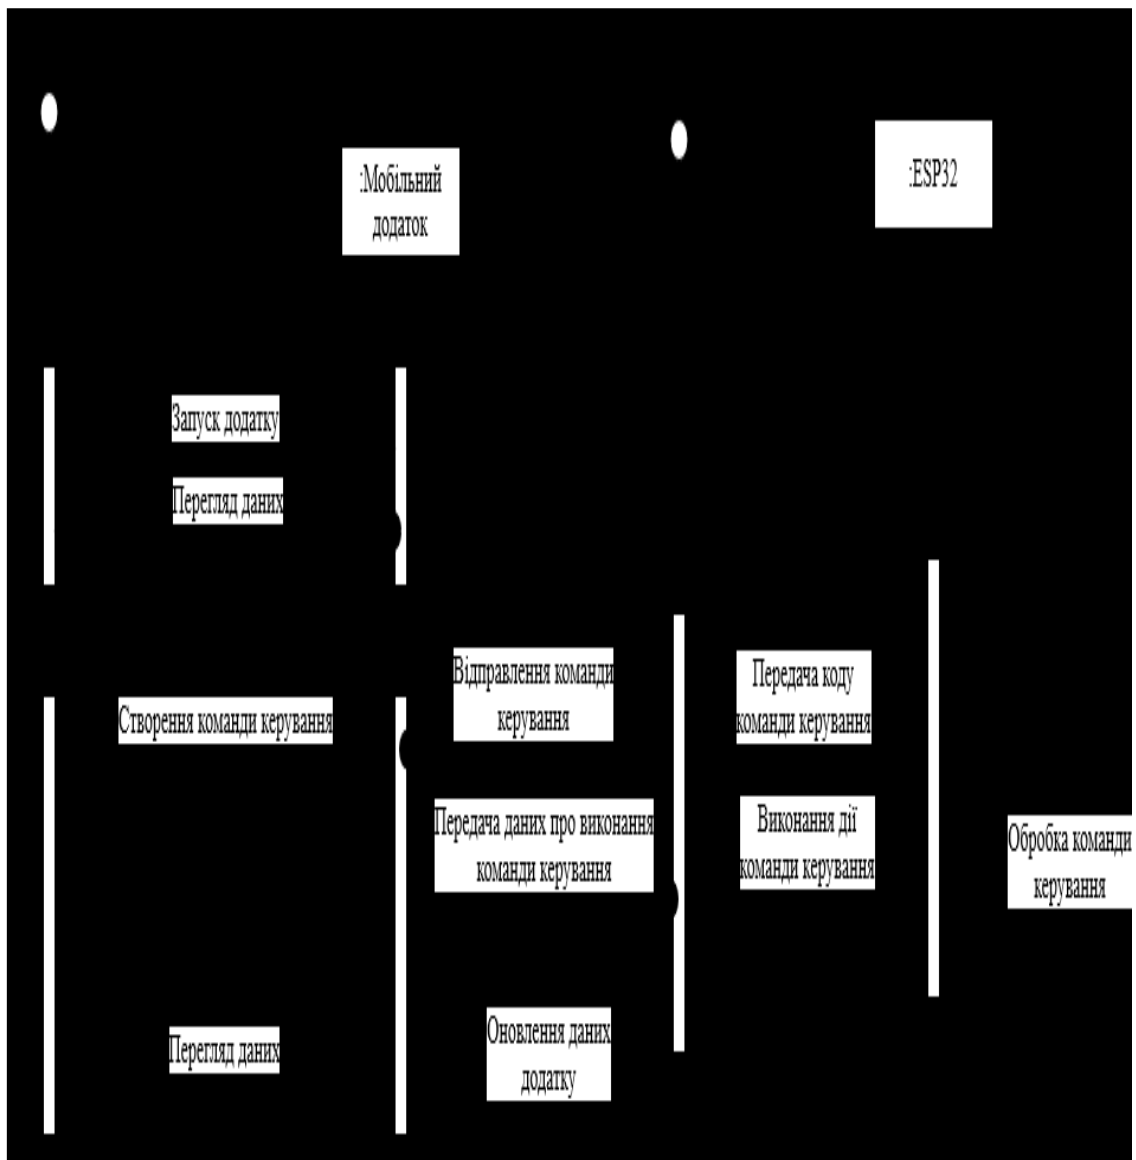 :Мобільний
додаток
:ESP32
Запуск додатку
Перегляд даних
Створення команди керування
Відправлення команди
керування
Передача коду
команди керування
Передача даних про виконання
команди керування
Виконання дії
команди керування
Обробка команди
керування
Перегляд даних
Оновлення даних
додатку